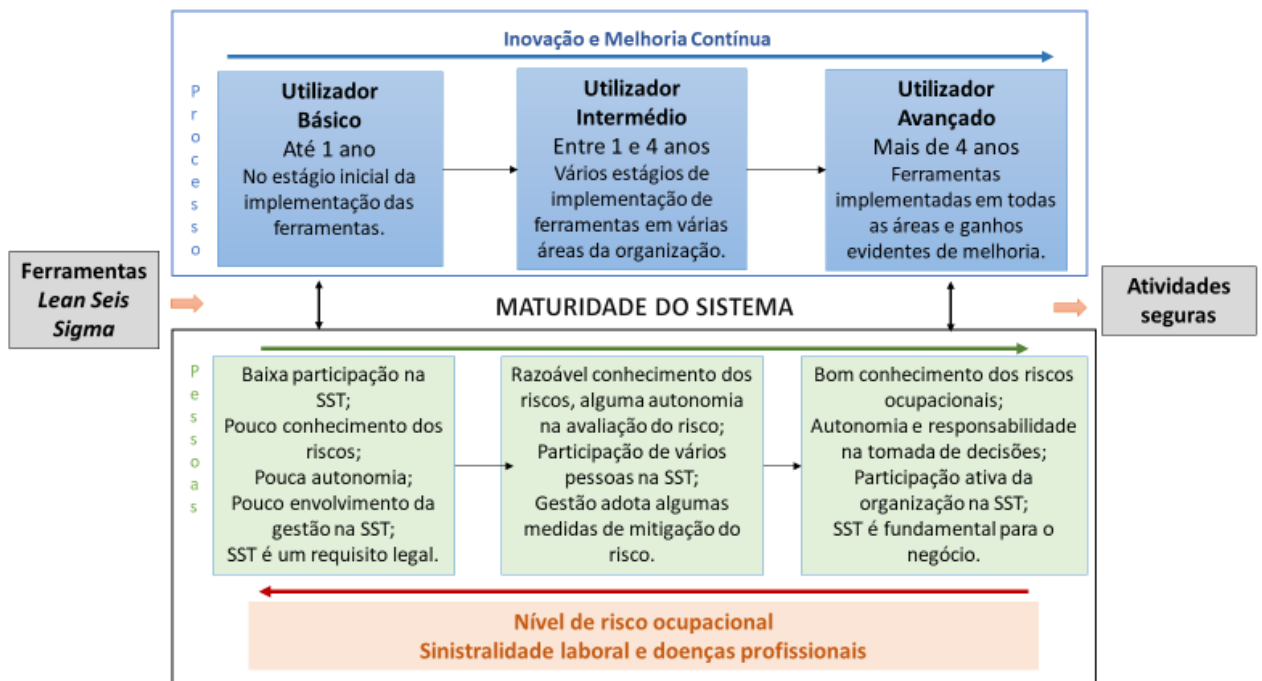 Inovação e Melhoria Contínua
Processo
Utilizador
Básico
Até 1 ano
No estágio inicial da
implementação das
ferramentas.
Utilizador
Intermédio
Entre 1 e 4 anos
Vários estágios de
implementação de
ferramentas em várias
áreas da organização.
Utilizador
Avançado
Mais de 4 anos
Ferramentas
implementadas em todas
as áreas e ganhos
evidentes de melhoria.
Ferramentas
Lean Seis
Sigma
MATURIDADE DO SISTEMA
Atividades
seguras
Pessoas
Baixa participação na
SST;
Pouco conhecimento dos
riscos;
Pouca autonomia;
Pouco envolvimento da
gestão na SST;
SST é um requisito legal.
Razoável conhecimento dos
riscos, alguma autonomia
na avaliação do risco;
Participação de vários
pessoas na SST;
Gestão adota algumas
medidas de mitigação do
risco.
Bom conhecimento dos riscos
ocupacionais;
Autonomia e responsabilidade
na tomada de decisões;
Participação ativa da
organização na SST;
SST é fundamental para o
negócio.
Nível de risco ocupacional
Sinistralidade laboral e doenças profissionais